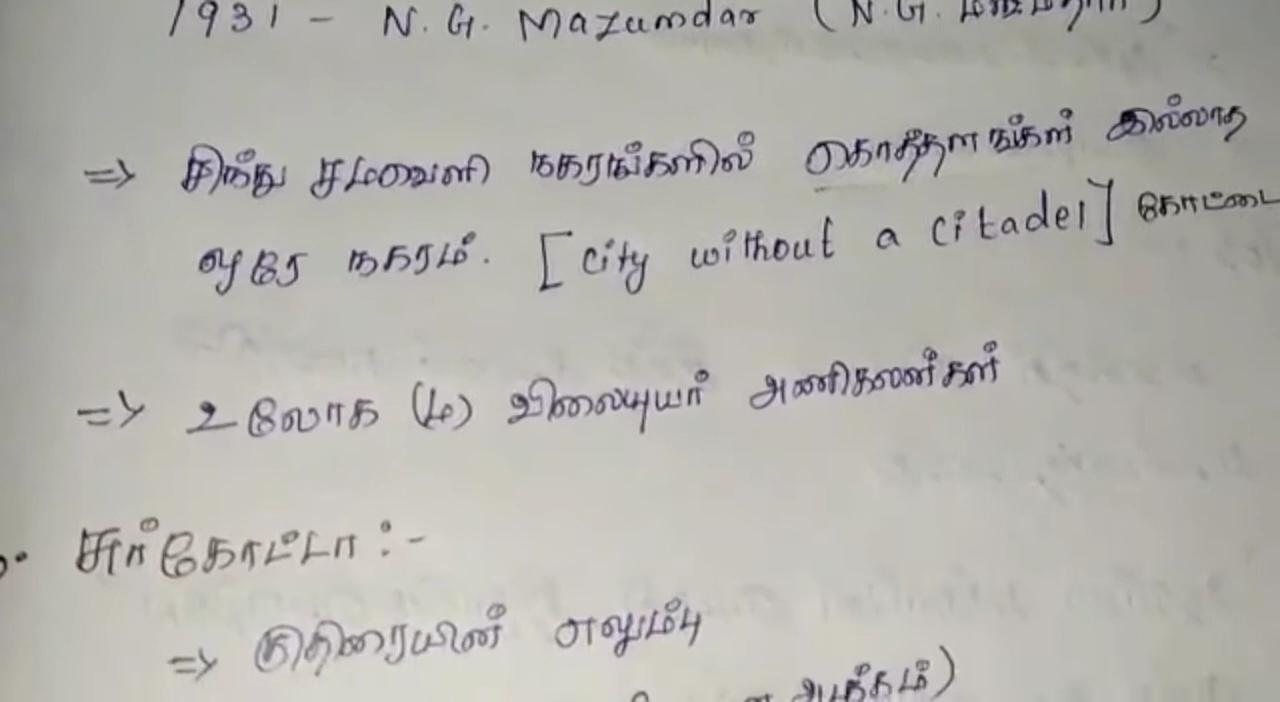 1931 - N. G. Mazumdar (N.G. மஜும்தார்)
=> சிந்து சமவெளி நகரங்களில் கொத்தளங்கள் இல்லாத
ஒரே நகரம். [city without a citadel] கோட்டை
=> உலோக (ம) விலையுயர் அணிகலன்கள்
சுர்கோட்டா :-
=> குதிரையின் எலும்பு